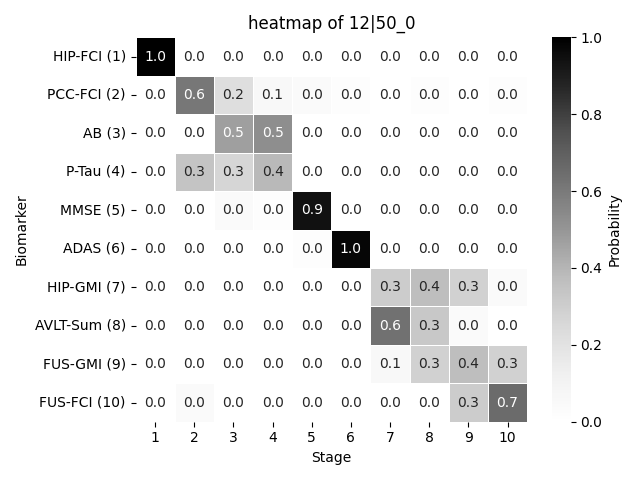 heatmap of 12|50_0
HIP-FCI (1) 1.0 0.0 0.0 0.0 0.0 0.0 0.0 0.0 0.0 0.0
PCC-FCI (2) 0.0 0.6 0.2 0.1 0.0 0.0 0.0 0.0 0.0 0.0
AB (3) 0.0 0.0 0.5 0.5 0.0 0.0 0.0 0.0 0.0 0.0
P-Tau (4) 0.0 0.3 0.3 0.4 0.0 0.0 0.0 0.0 0.0 0.0
MMSE (5) 0.0 0.0 0.0 0.0 0.9 0.0 0.0 0.0 0.0 0.0
ADAS (6) 0.0 0.0 0.0 0.0 0.0 1.0 0.0 0.0 0.0 0.0
HIP-GMI (7) 0.0 0.0 0.0 0.0 0.0 0.0 0.3 0.4 0.3 0.0
AVLT-Sum (8) 0.0 0.0 0.0 0.0 0.0 0.0 0.6 0.3 0.0 0.0
FUS-GMI (9) 0.0 0.0 0.0 0.0 0.0 0.0 0.1 0.3 0.4 0.3
FUS-FCI (10) 0.0 0.0 0.0 0.0 0.0 0.0 0.0 0.0 0.3 0.7
1 2 3 4 5 6 7 8 9 10
Stage
Biomarker
1.0
0.8
0.6
0.4
0.2
0.0
Probability